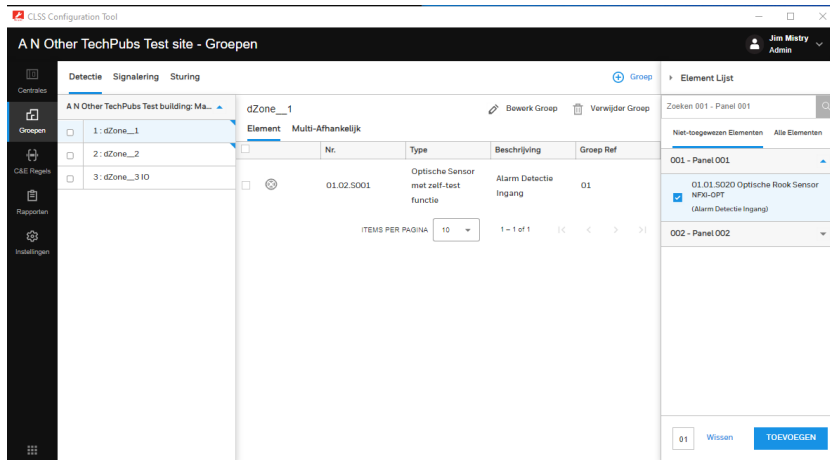 CLSS Configuration Tool
A N Other TechPubs Test site - Groepen
Jim Mistry
Admin
Centrales
Groepen
C&E Regels
Rapporten
Instellingen
Detectie Signalering Sturing
Groep
A N Other TechPubs Test building: Ma...
1 : dZone__1
2 : dZone__2
3 : dZone__3 IO
dZone__1
Bewerk Groep
Verwijder Groep
Element Multi-Afhankelijk
Nr. Type Beschrijving Groep Ref
01.02.S001
Optische Sensor
met zelf-test
functie
Alarm Detectie
Ingang
01
ITEMS PER PAGINA 10 1 – 1 of 1
Element Lijst
Zoeken 001 - Panel 001
Niet-toegewezen Elementen Alle Elementen
001 - Panel 001
01.01.S020 Optische Rook Sensor
NFXI-OPT
(Alarm Detectie Ingang)
002 - Panel 002
01 Wissen TOEVOEGEN